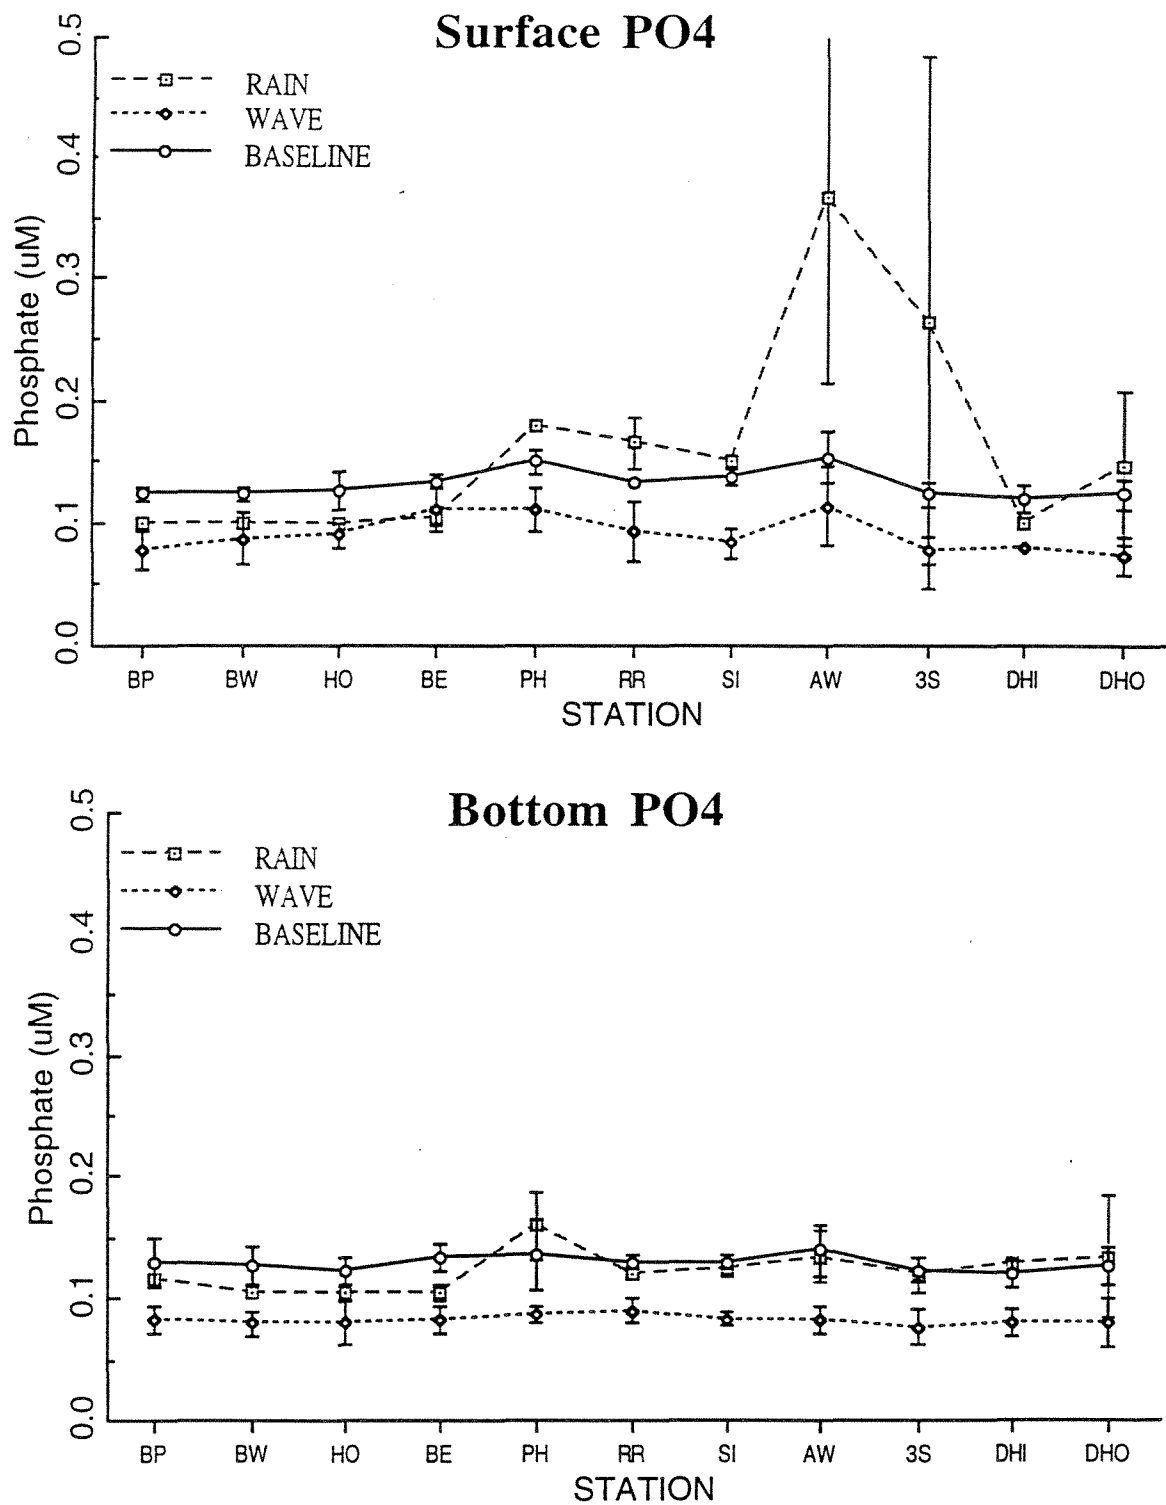 Surface PO4
0.5
0.4
0.3
0.2
0.1
0.0
Phosphate (uM)
RAIN
WAVE
BASELINE
BP BW HO BE PH RR SI AW 3S DHI DHO
STATION
Bottom PO4
0.5
0.4
0.3
0.2
0.1
0.0
Phosphate (uM)
RAIN
WAVE
BASELINE
BP BW HO BE PH RR SI AW 3S DHI DHO
STATION